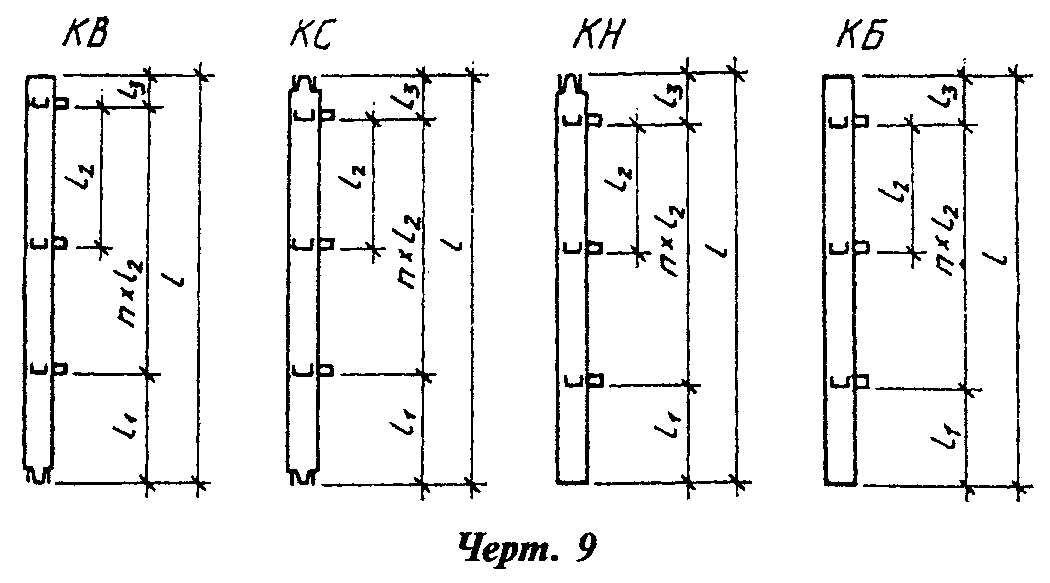 КВ КС КН КБ
l3 l3 l3 l3
l2 l2 l2 l2
n×l2 n×l2 n×l2 n×l2
l l l l
l1 l1 l1 l1
Черт. 9